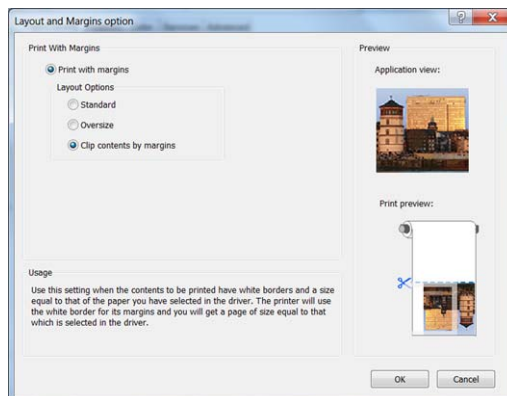 Layout and Margins option
Print With Margins
Print with margins
Layout Options
Standard
Oversize
Clip contents by margins
Usage
Use this setting when the contents to be printed have white borders and a size
equal to that of the paper you have selected in the driver. The printer will use
the white border for its margins and you will get a page of size equal to that
which is selected in the driver.
Preview
Application view:
Print preview:
OK
Cancel